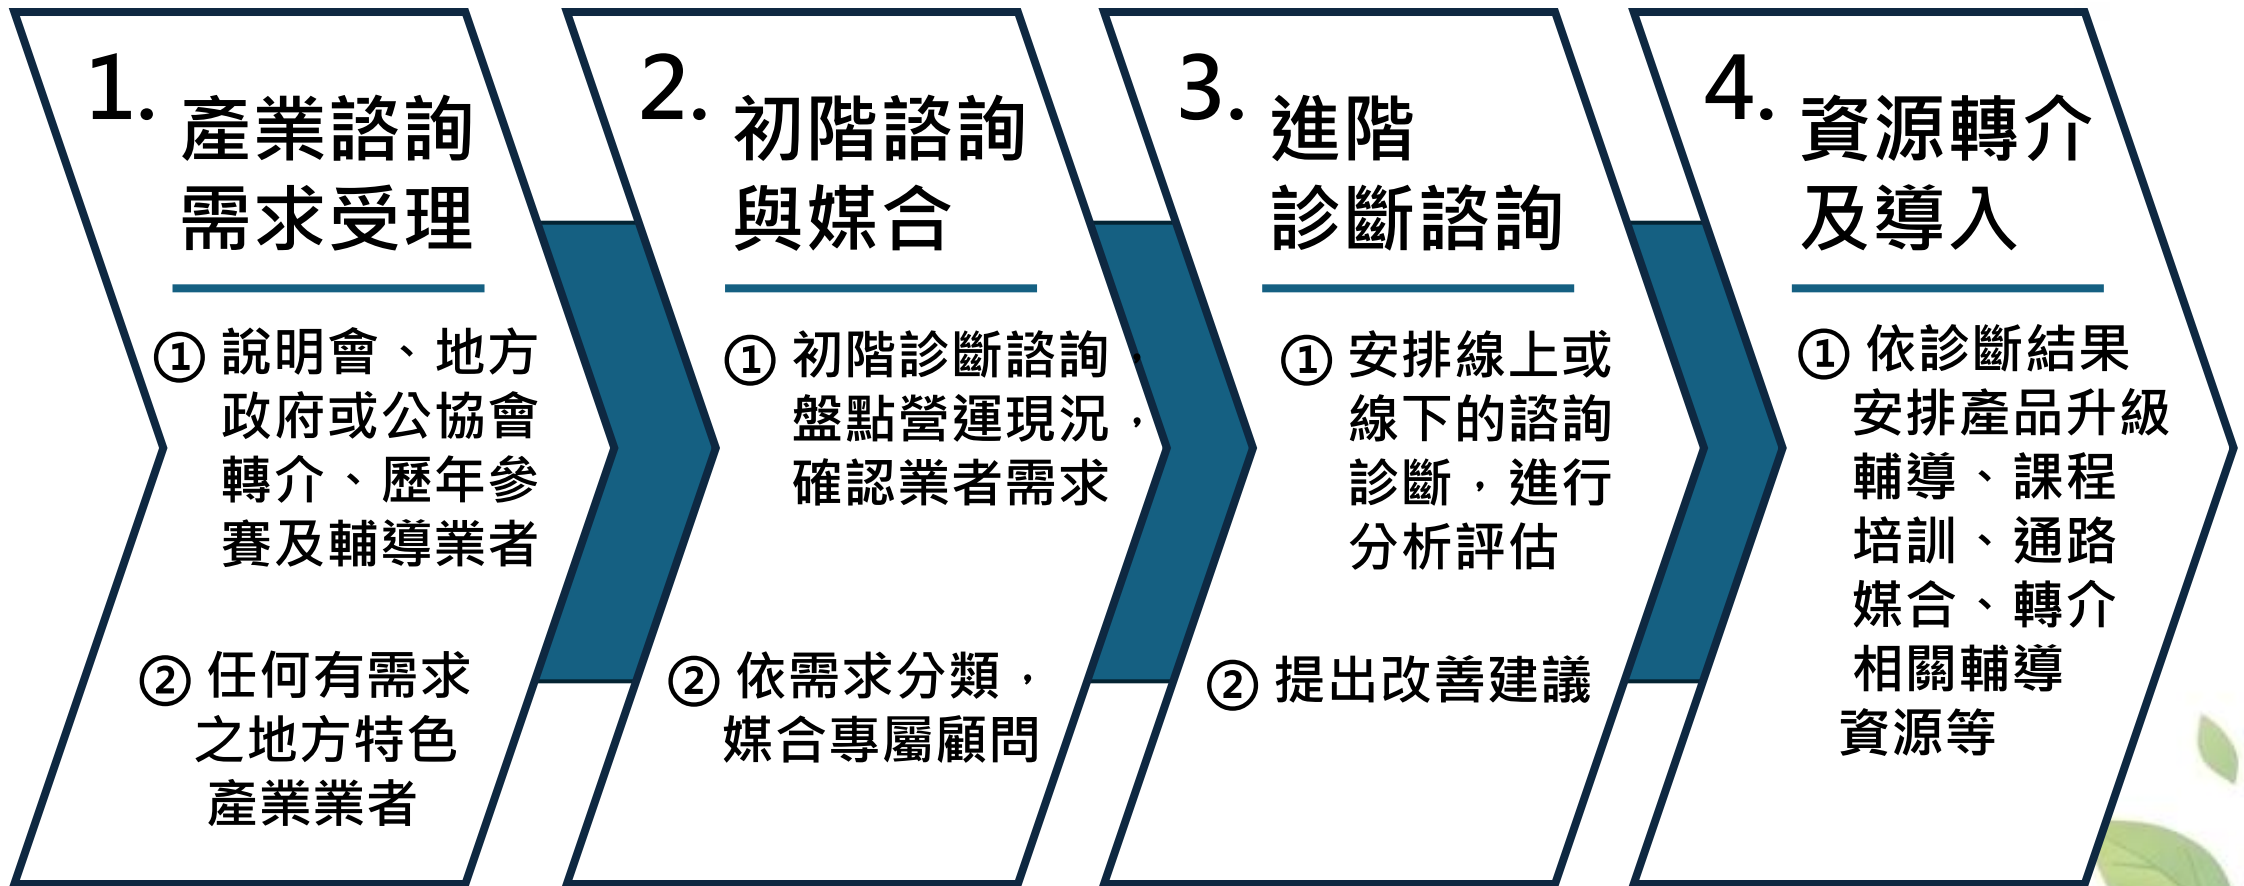 1.
產業諮詢
需求受理
① 說明會、地方
政府或公協會
轉介、歷年參
賽及輔導業者
② 任何有需求
之地方特色
產業業者
2.
初階諮詢
與媒合
① 初階診斷諮詢，
盤點營運現況，
確認業者需求
② 依需求分類，
媒合專屬顧問
3.
進階
診斷諮詢
① 安排線上或
線下的諮詢
診斷，進行
分析評估
② 提出改善建議
4.
資源轉介
及導入
① 依診斷結果
安排產品升級
輔導、課程
培訓、通路
媒合、轉介
相關輔導
資源等